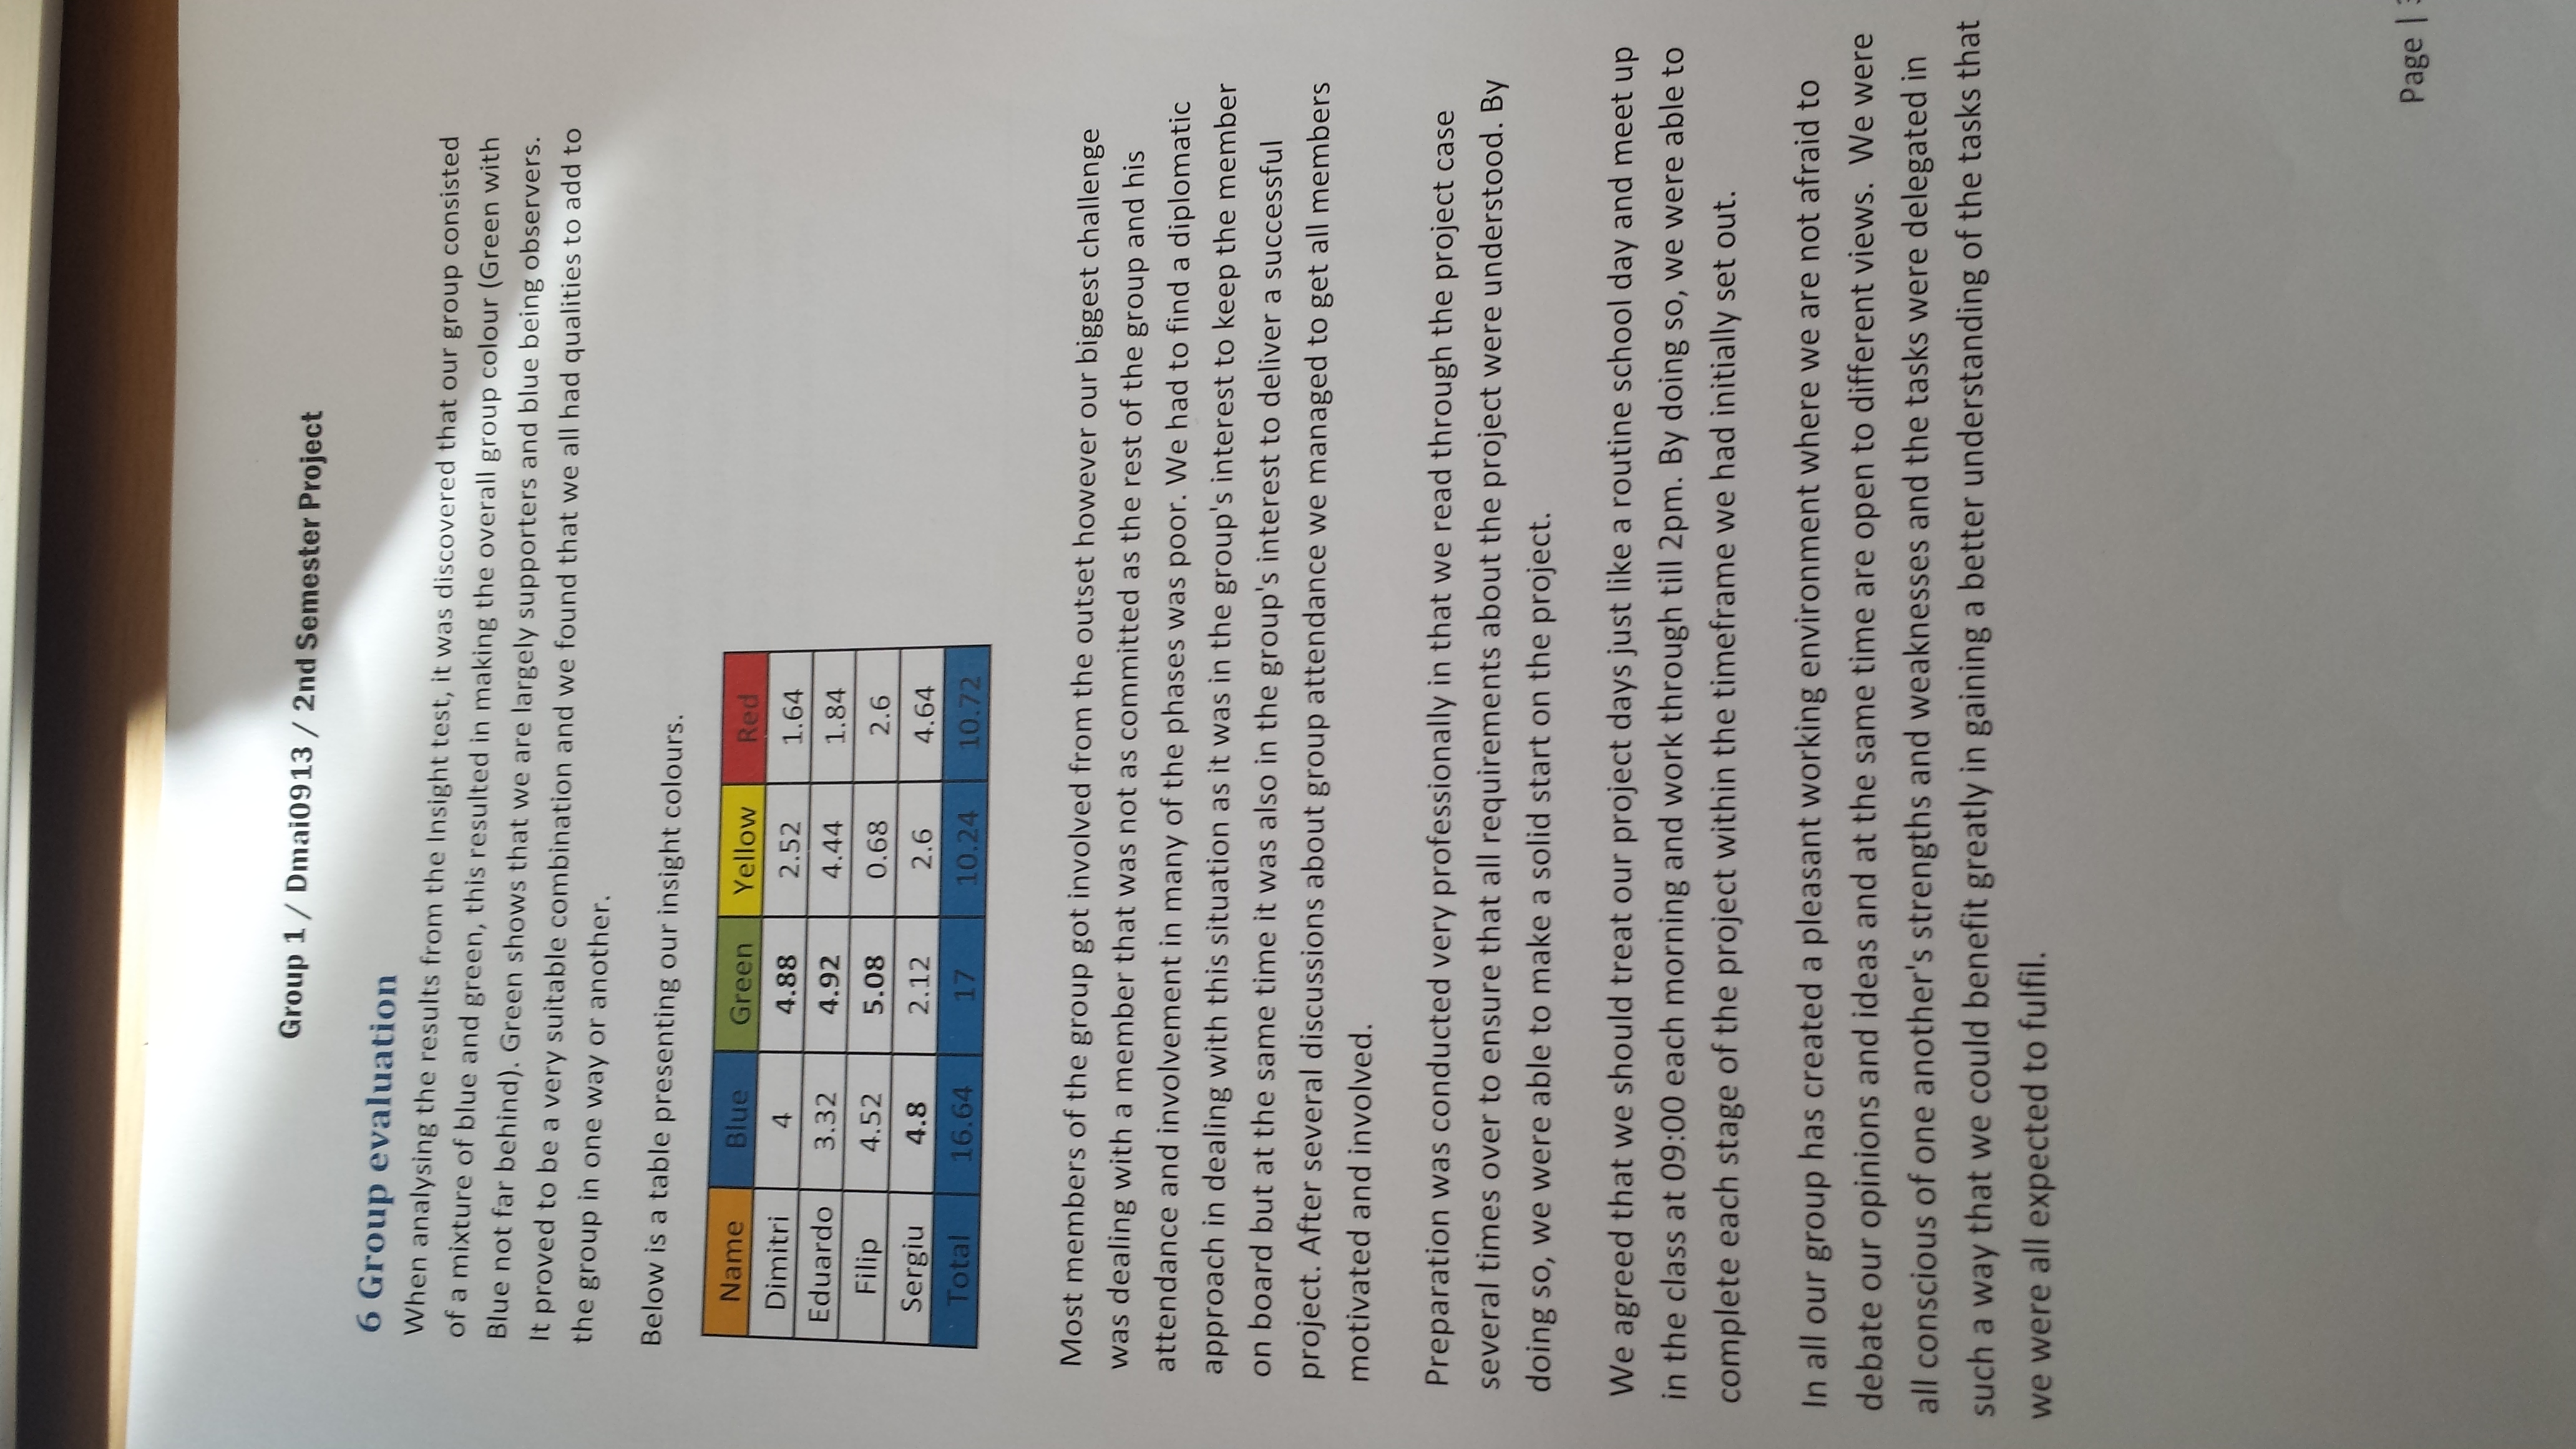 Group 1 / Dmai0913 / 2nd Semester Project
6 Group evaluation
When analysing the results from the Insight test, it was discovered that our group consisted
of a mixture of blue and green, this resulted in making the overall group colour (Green with
Blue not far behind). Green shows that we are largely supporters and blue being observers.
It proved to be a very suitable combination and we found that we all had qualities to add to
the group in one way or another.
Below is a table presenting our insight colours.
Name Blue Green Yellow Red
Dimitri 4 4.88 2.52 1.64
Eduardo 3.32 4.92 4.44 1.84
Filip 4.52 5.08 0.68 2.6
Sergiu 4.8 2.12 2.6 4.64
Total 16.64 17 10.24 10.72
Most members of the group got involved from the outset however our biggest challenge
was dealing with a member that was not as committed as the rest of the group and his
attendance and involvement in many of the phases was poor. We had to find a diplomatic
approach in dealing with this situation as it was in the group's interest to keep the member
on board but at the same time it was also in the group's interest to deliver a successful
project. After several discussions about group attendance we managed to get all members
motivated and involved.
Preparation was conducted very professionally in that we read through the project case
several times over to ensure that all requirements about the project were understood. By
doing so, we were able to make a solid start on the project.
We agreed that we should treat our project days just like a routine school day and meet up
in the class at 09:00 each morning and work through till 2pm. By doing so, we were able to
complete each stage of the project within the timeframe we had initially set out.
In all our group has created a pleasant working environment where we are not afraid to
debate our opinions and ideas and at the same time are open to different views.  We were
all conscious of one another's strengths and weaknesses and the tasks were delegated in
such a way that we could benefit greatly in gaining a better understanding of the tasks that
we were all expected to fulfil.
Page |